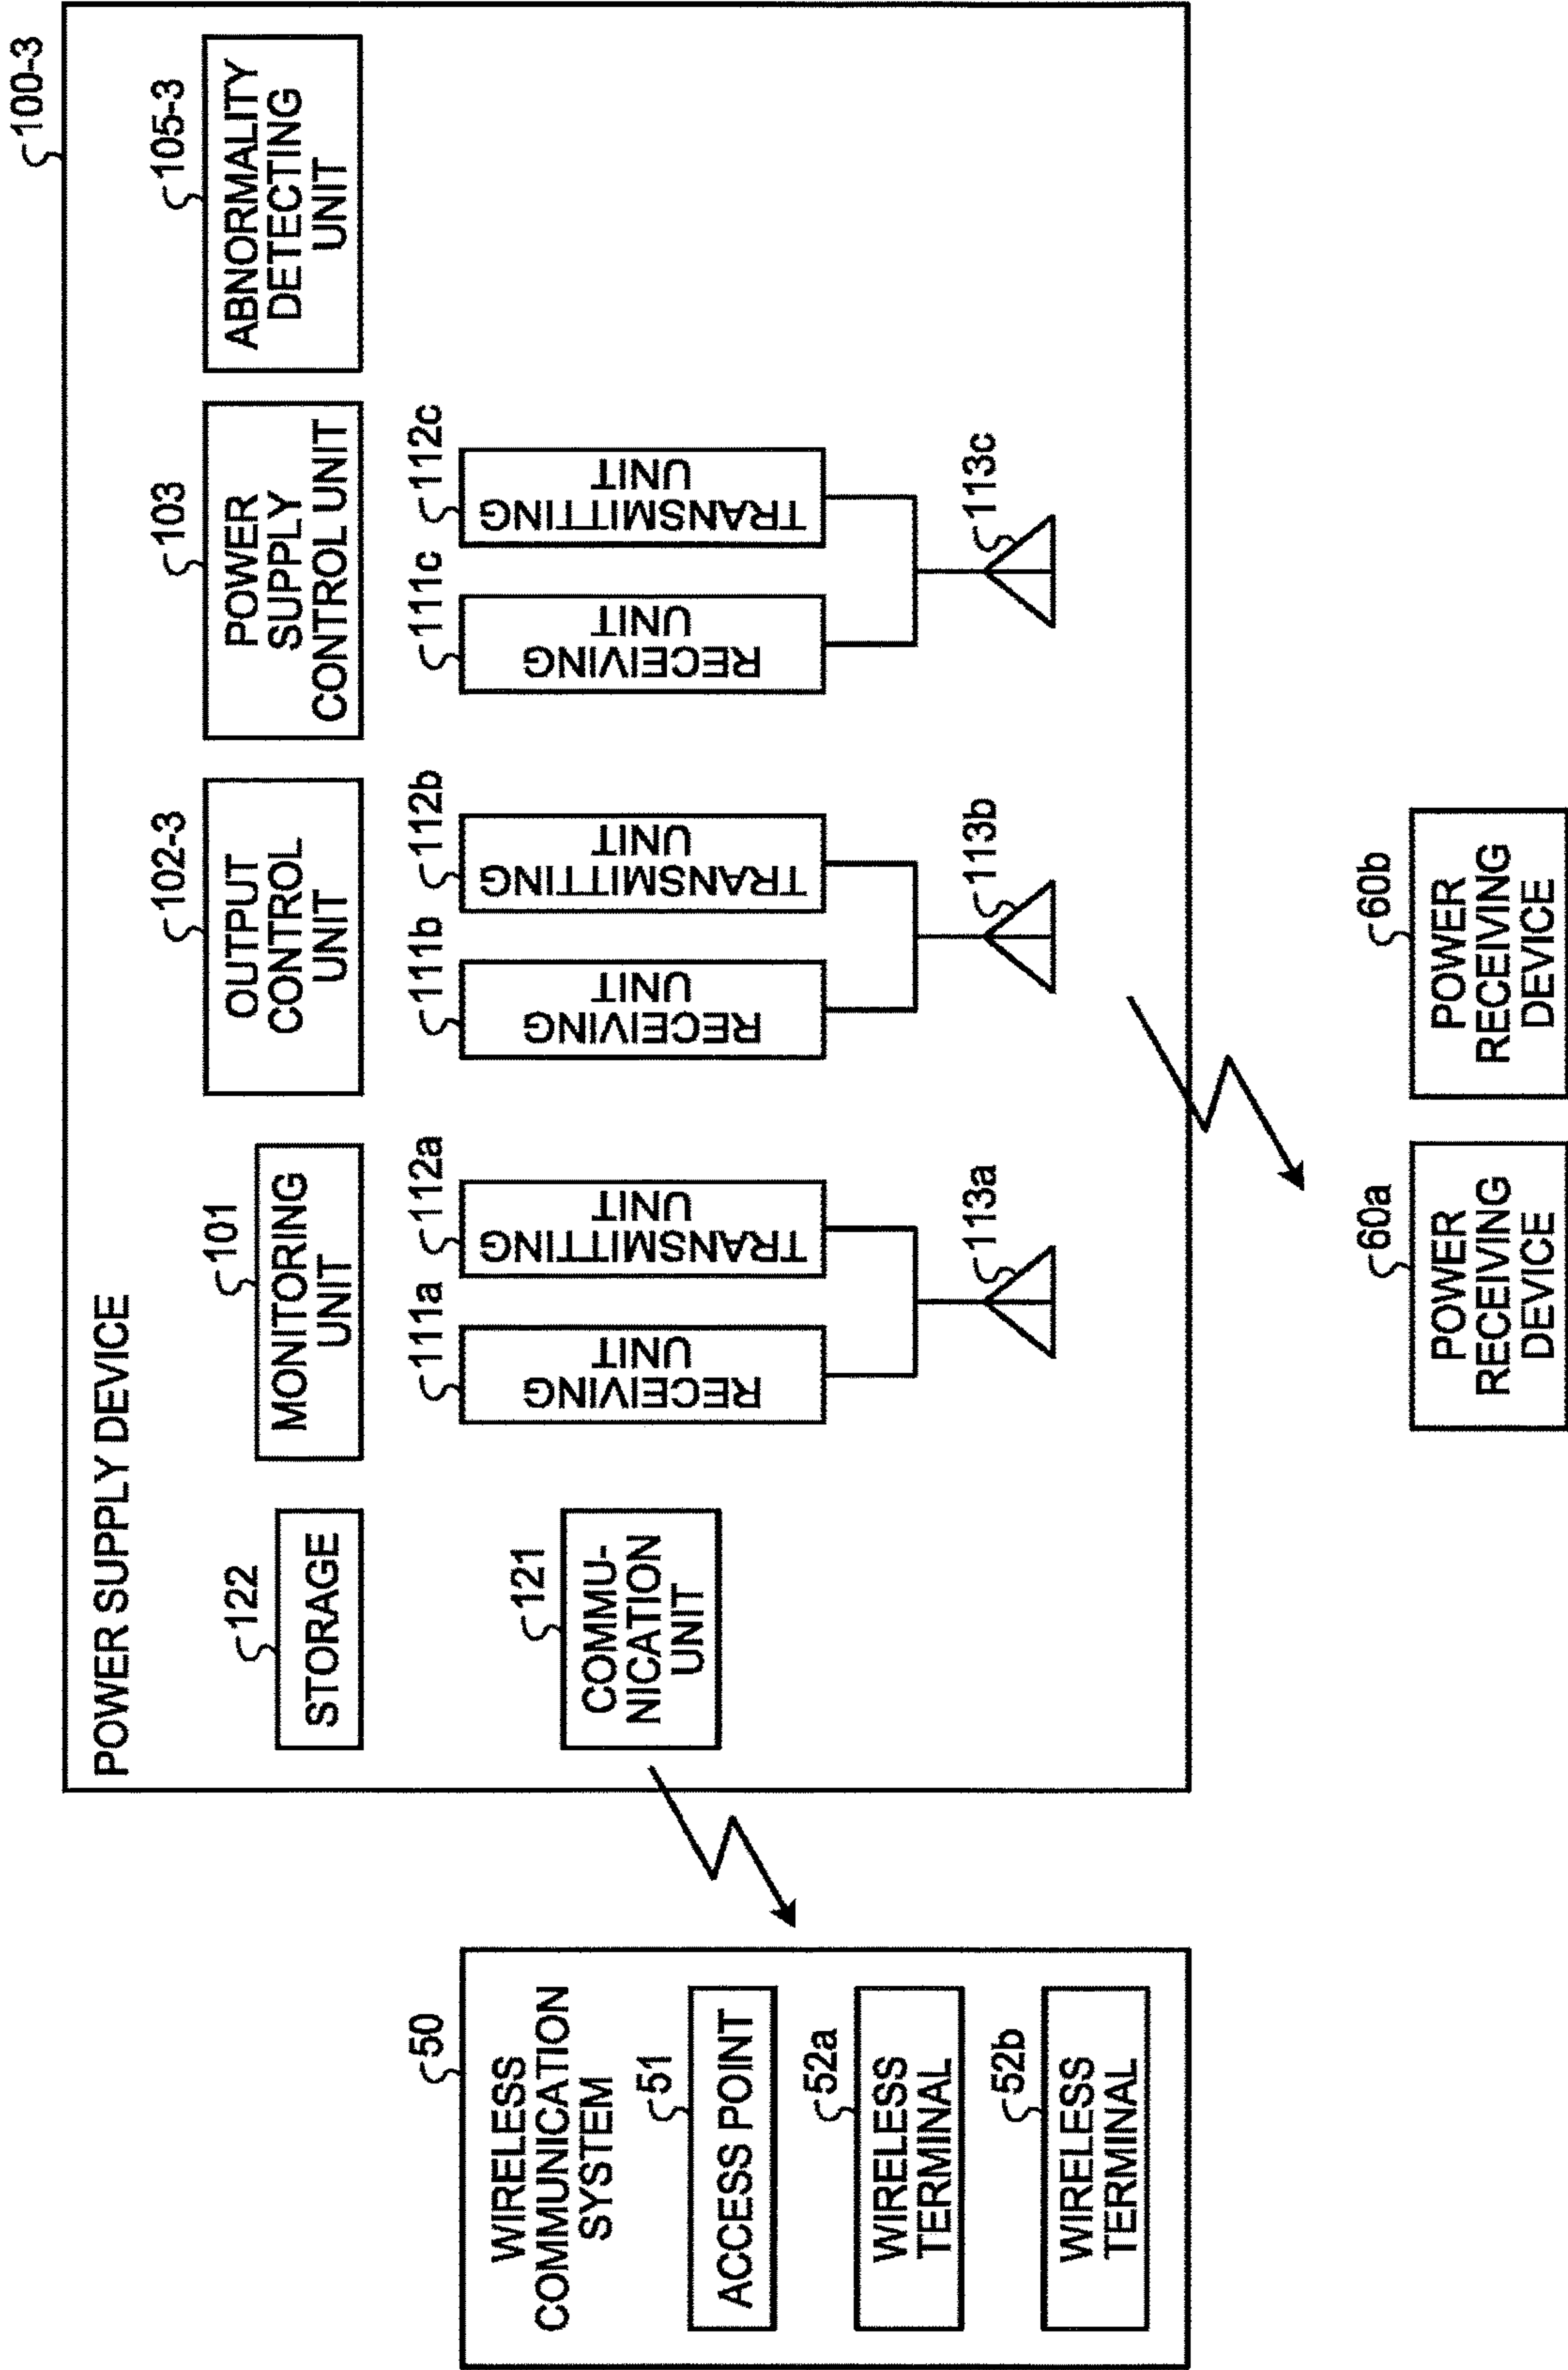 100-3
POWER SUPPLY DEVICE
122
STORAGE
101
MONITORING
UNIT
102-3
OUTPUT
CONTROL
UNIT
103
POWER
SUPPLY
CONTROL UNIT
105-3
ABNORMALITY
DETECTING
UNIT
121
COMMU-
NICATION
UNIT
111a
RECEIVING
UNIT
112a
TRANSMITTING
UNIT
113a
111b
RECEIVING
UNIT
112b
TRANSMITTING
UNIT
113b
111c
RECEIVING
UNIT
112c
TRANSMITTING
UNIT
113c
50
WIRELESS
COMMUNICATION
SYSTEM
51
ACCESS POINT
52a
WIRELESS
TERMINAL
52b
WIRELESS
TERMINAL
60a
POWER
RECEIVING
DEVICE
60b
POWER
RECEIVING
DEVICE